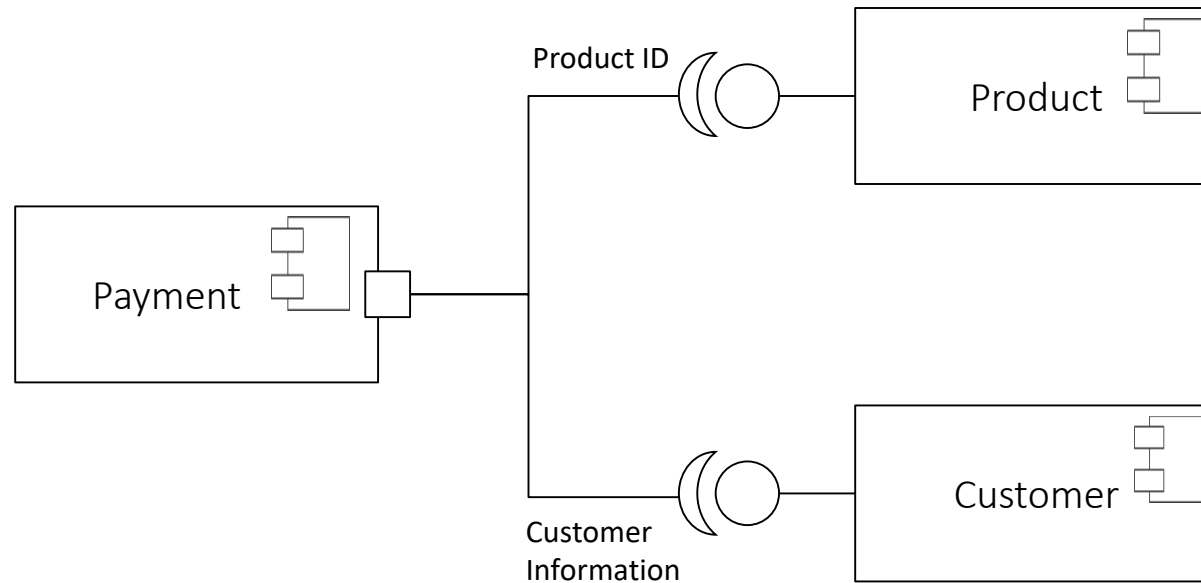 Product ID
Product
Payment
Customer
Customer
Information